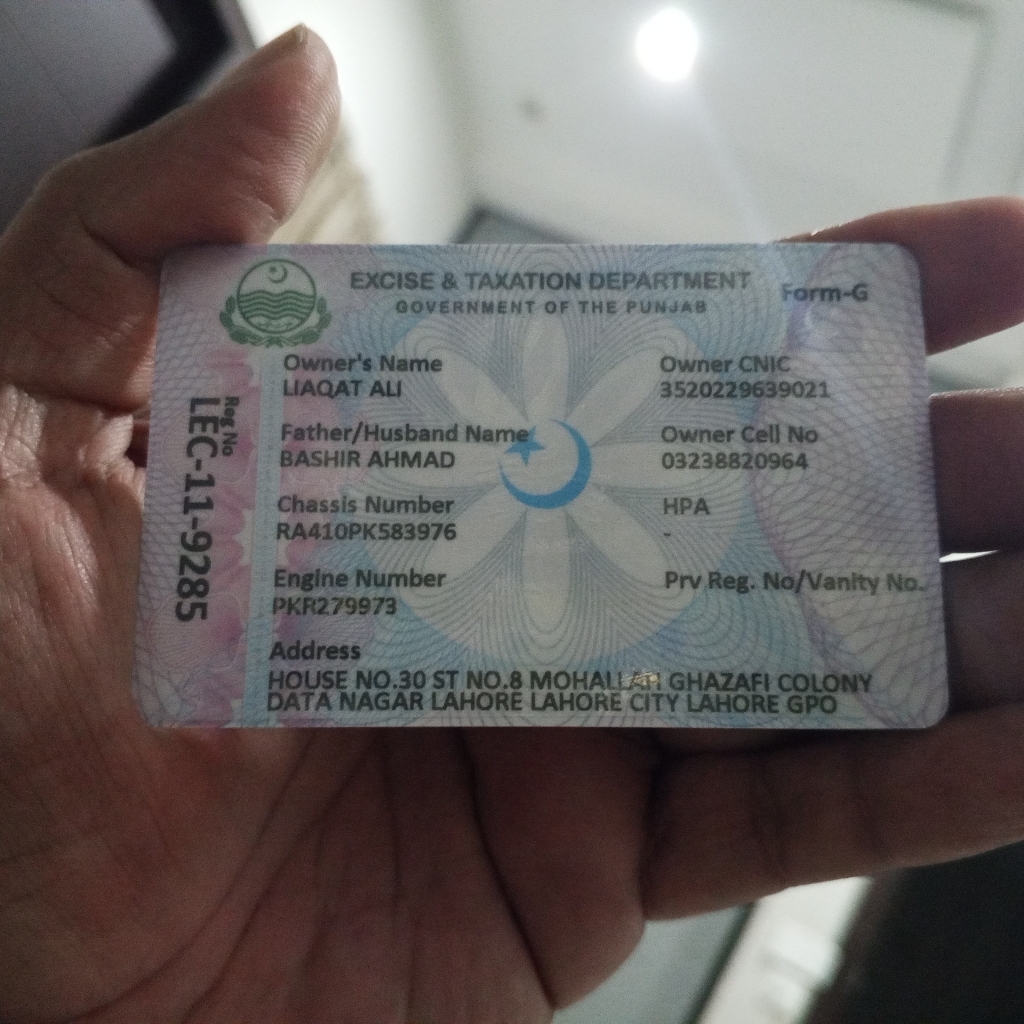 EXCISE & TAXATION DEPARTMENT
GOVERNMENT OF THE PUNJAB
Form-G
Reg No
LEC-11-9285
Owner's Name
LIAQAT ALI
Owner CNIC
3520229639021
Father/Husband Name
BASHIR AHMAD
Owner Cell No
03238820964
Chassis Number
RA410PK583976
HPA
-
Engine Number
PKR279973
Prv Reg. No/Vanity No.
Address
HOUSE NO.30 ST NO.8 MOHALLAH GHAZAFI COLONY
DATA NAGAR LAHORE LAHORE CITY LAHORE GPO